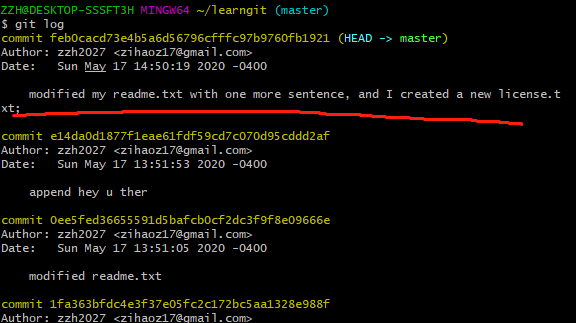 ZZH@DESKTOP-SSSFT3H MINGW64 ~/learngit (master)
$ git log
commit feb0cacd73e4b5a6d56796cfffc97b9760fb1921 (HEAD -> master)
Author: zzh2027 <zihaoz17@gmail.com>
Date:   Sun May 17 14:50:19 2020 -0400
    modified my readme.txt with one more sentence, and I created a new license.t
xt;
commit e14da0d1877f1eae61fdf59cd7c070d95cddd2af
Author: zzh2027 <zihaoz17@gmail.com>
Date:   Sun May 17 13:51:53 2020 -0400
    append hey u ther
commit 0ee5fed36655591d5bafcb0cf2dc3f9f8e09666e
Author: zzh2027 <zihaoz17@gmail.com>
Date:   Sun May 17 13:51:05 2020 -0400
    modified readme.txt
commit 1fa363bfdc4e3f37e05fc2c172bc5aa1328e988f
Author: zzh2027 <zihaoz17@gmail.com>